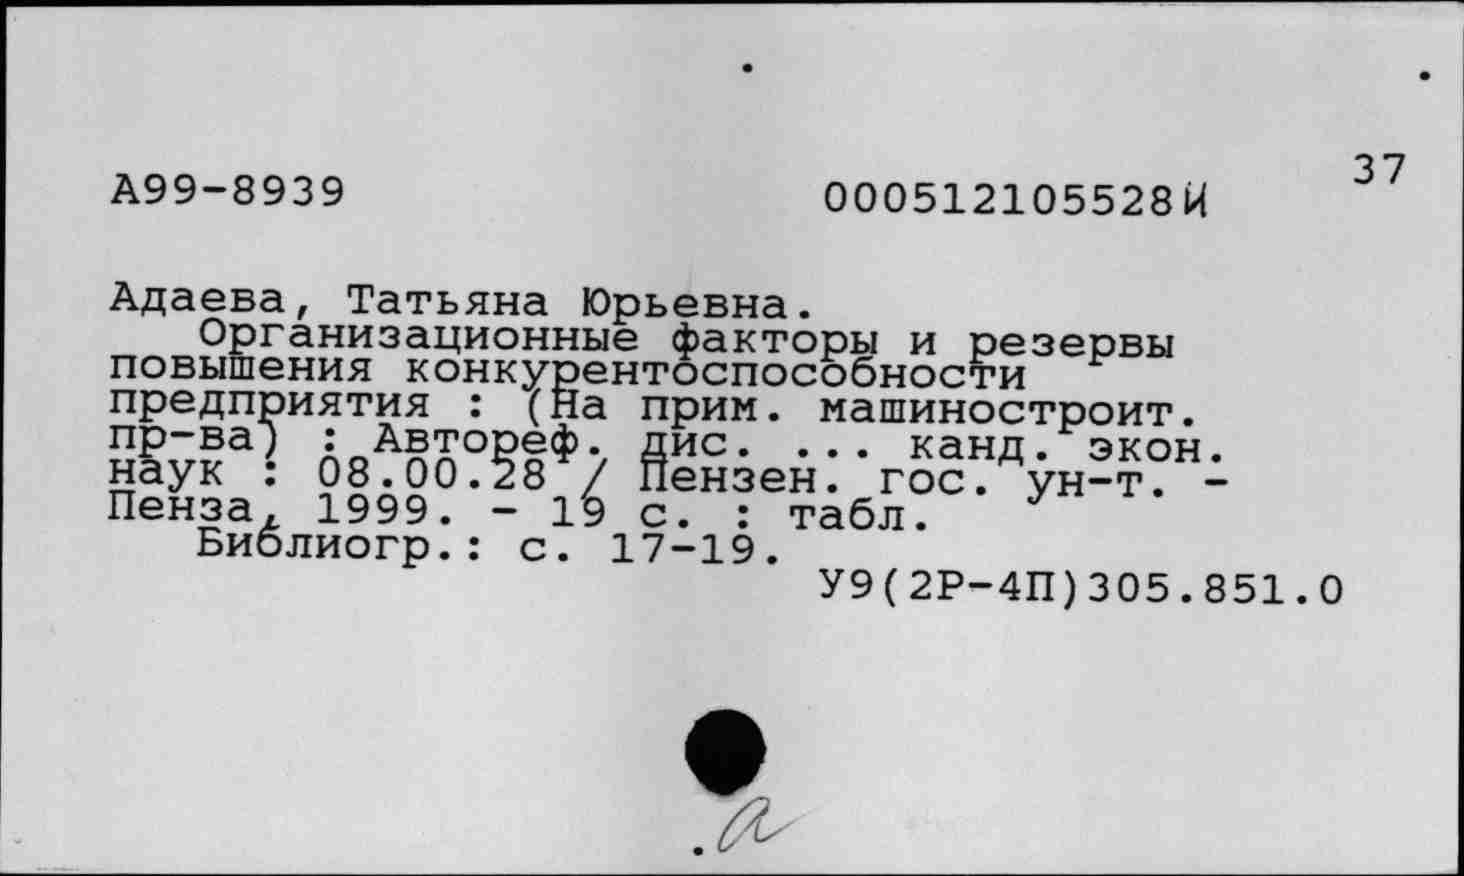 37
А99-8939 000512105528И
Адаева, Татьяна Юрьевна.
Организационные факторы и резервы
повышения конкурентоспособности
предприятия : (На прим. машиностроит.
пр-ва) : Автореф. дис. ... канд. экон.
наук : 08.00.28 / Пензен. гос. ун-т. -
Пенза, 1999. - 19 с. : табл.
Библиогр.: с. 17-19.
У9(2Р-4П)305.851.0